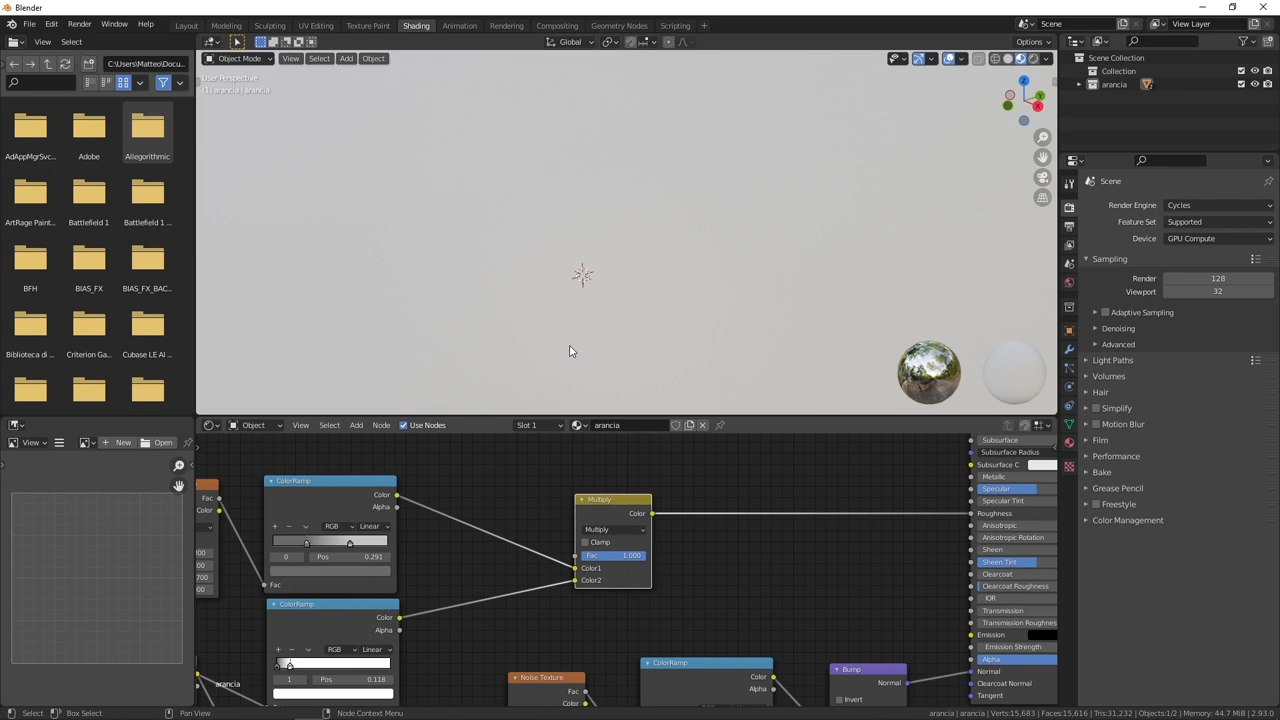 Blender
File Edit Render Window Help Layout Modeling Sculpting UV Editing Texture Paint Shading Animation Rendering Compositing Geometry Nodes Scripting + Scene View Layer
View Select Global Options
C:\Users\Matteo\Docu... Object Mode View Select Add Object
Scene Collection
Collection
arancia
User Perspective
(1) arancia | arancia
Z
Y
X
AdAppMgrSvc...
Adobe
Allegorithmic
ArtRage Paint...
Battlefield 1
Battlefield 1 ...
BFH
BIAS_FX
BIAS_FX_BAC...
Biblioteca di ...
Criterion Ga...
Cubase LE AI ...
Scene
Render Engine Cycles
Feature Set Supported
Device GPU Compute
Sampling
Render 128
Viewport 32
Adaptive Sampling
Denoising
Advanced
Light Paths
Volumes
Hair
Simplify
Motion Blur
Film
Performance
Bake
Grease Pencil
Freestyle
Color Management
Object View Select Add Node Use Nodes Slot 1 arancia
View New Open
Fac
Color
800
00
700
000
ColorRamp
Color
Alpha
RGB Linear
0 Pos 0.291
Fac
ColorRamp
Color
Alpha
RGB Linear
1 Pos 0.118
arancia
Multiply
Color
Multiply
Clamp
Fac 1.000
Color1
Color2
Noise Texture
Fac
Color
ColorRamp
Color
Alpha
Bump
Normal
Invert
Subsurface
Subsurface Radius
Subsurface C
Metallic
Specular
Specular Tint
Roughness
Anisotropic
Anisotropic Rotation
Sheen
Sheen Tint
Clearcoat
Clearcoat Roughness
IOR
Transmission
Transmission Roughnes
Emission
Emission Strength
Alpha
Normal
Clearcoat Normal
Tangent
Select Box Select Pan View Node Context Menu arancia | arancia | Verts:15,683 | Faces:15,616 | Tris:31,232 | Objects:1/2 | Memory: 44.7 MiB | 2.93.0